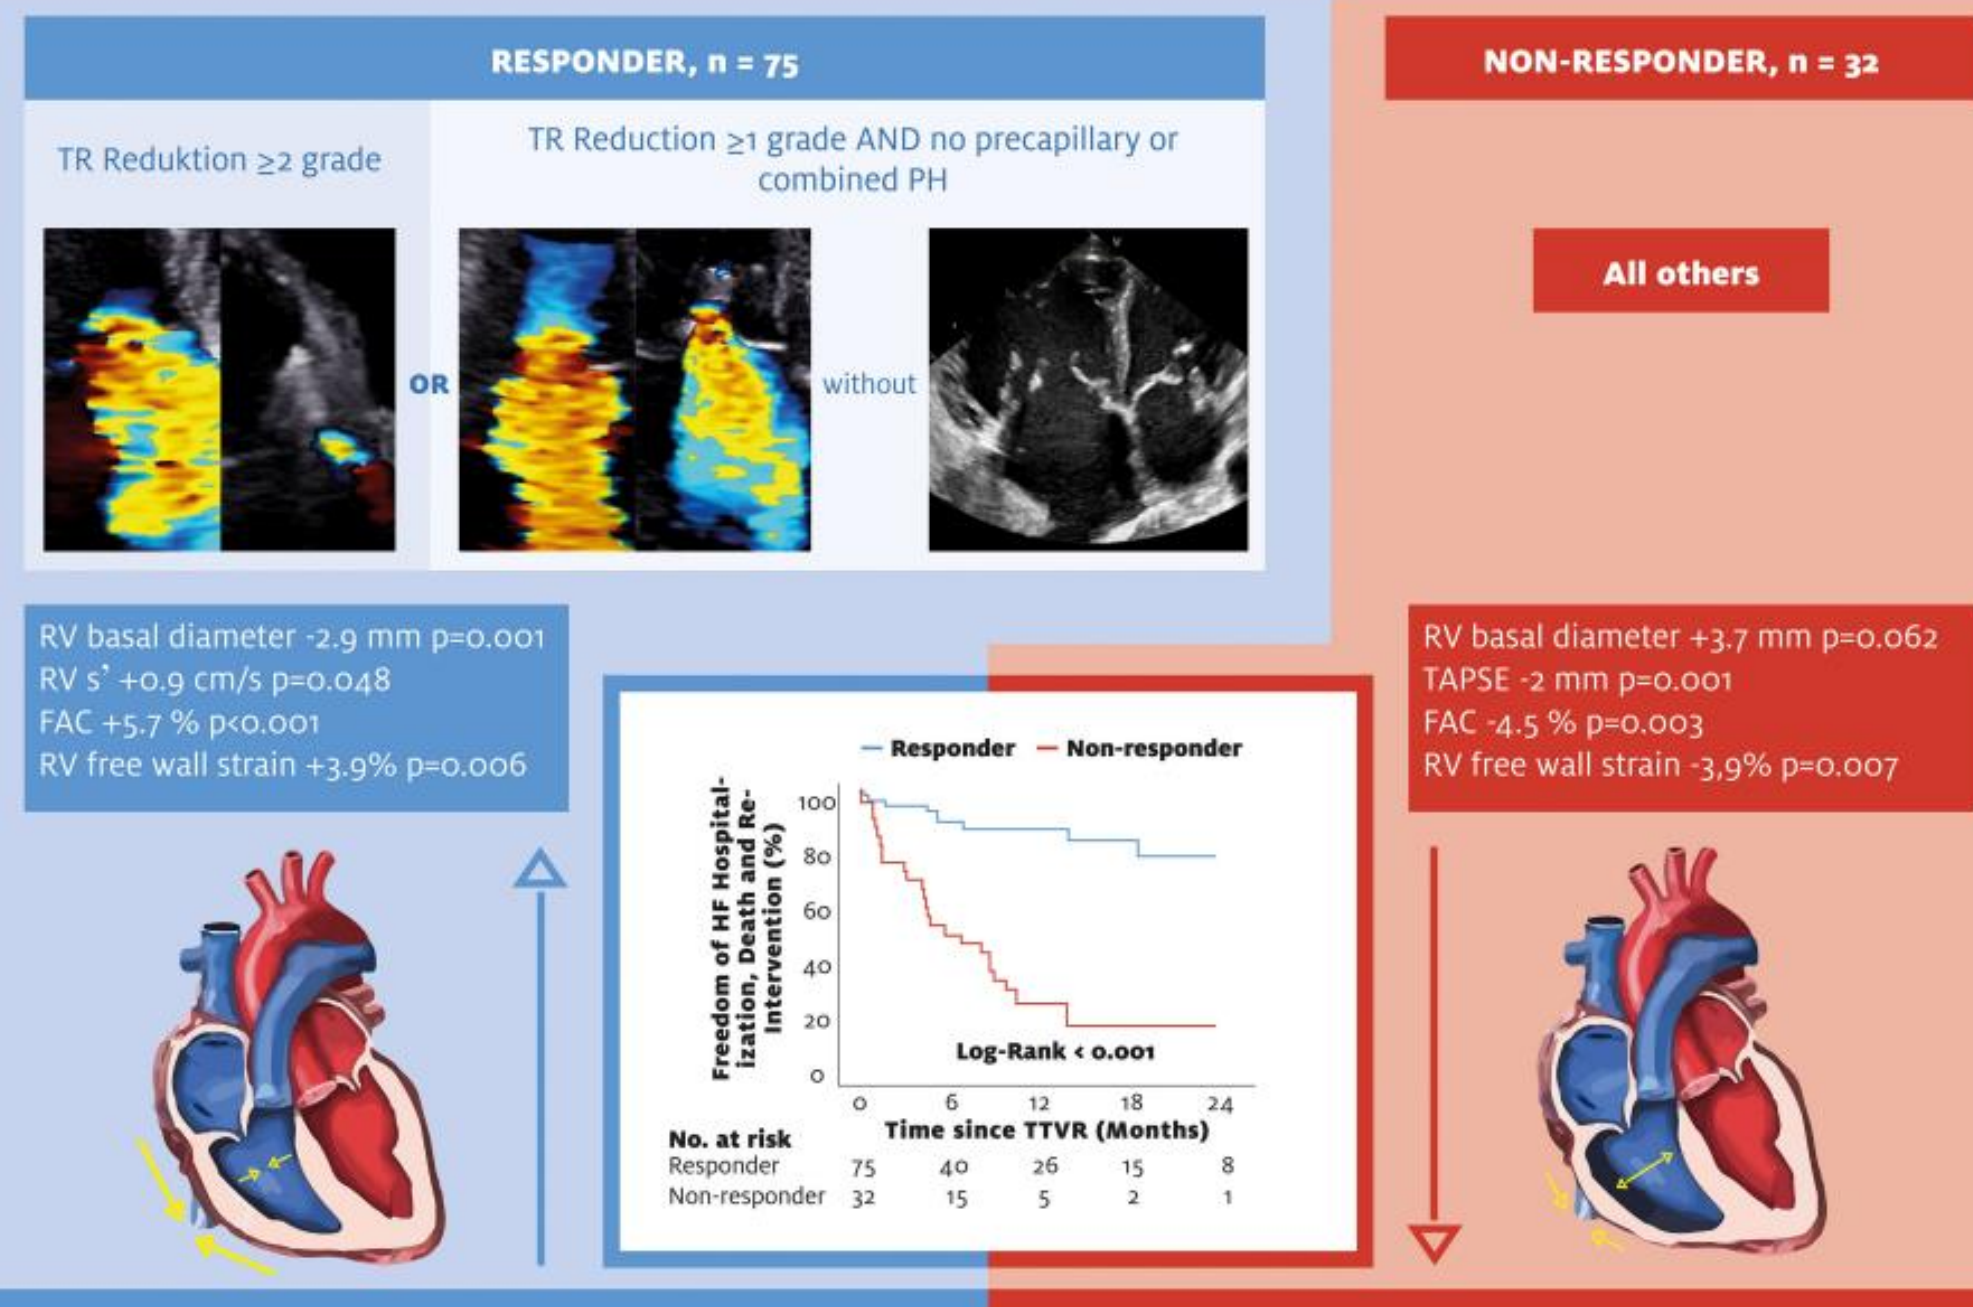 RESPONDER, n = 75
TR Reduktion ≥2 grade
TR Reduction ≥1 grade AND no precapillary or
combined PH
OR
without
NON-RESPONDER, n = 32
All others
RV basal diameter -2.9 mm p=0.001
RV s’ +0.9 cm/s p=0.048
FAC +5.7 % p<0.001
RV free wall strain +3.9% p=0.006
Responder
Non-responder
Freedom of HF Hospital-
ization, Death and Re-
Intervention (%)
100
80
60
40
20
0
Log-Rank < 0.001
0 6 12 18 24
Time since TTVR (Months)
No. at risk
Responder 75 40 26 15 8
Non-responder 32 15 5 2 1
RV basal diameter +3.7 mm p=0.062
TAPSE -2 mm p=0.001
FAC -4.5 % p=0.003
RV free wall strain -3,9% p=0.007